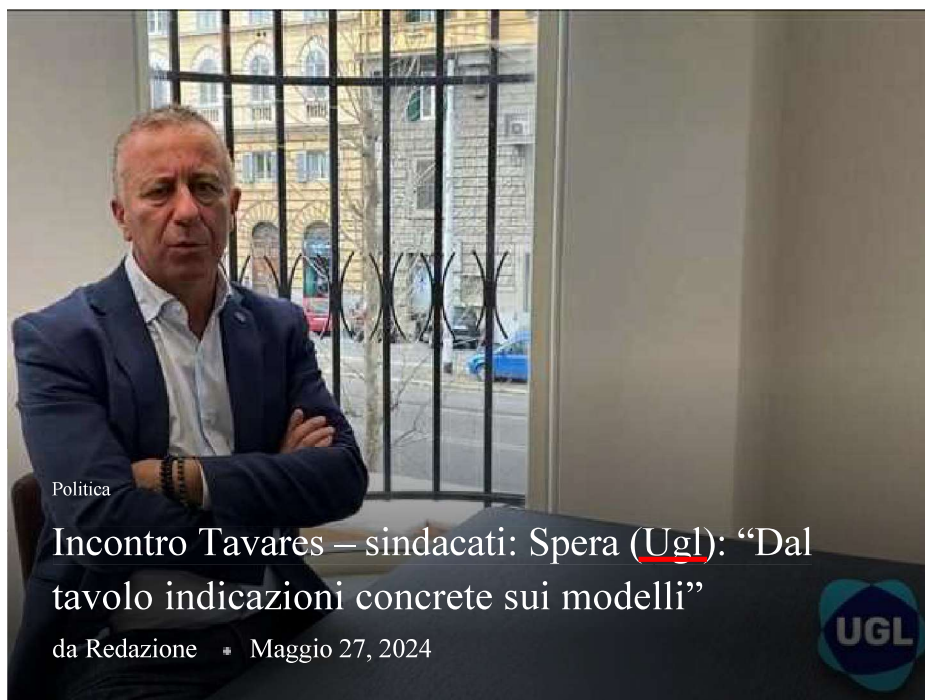 Politica
Incontro Tavares – sindacati: Spera (Ugl): “Dal
tavolo indicazioni concrete sui modelli”
da Redazione Maggio 27, 2024
UGL